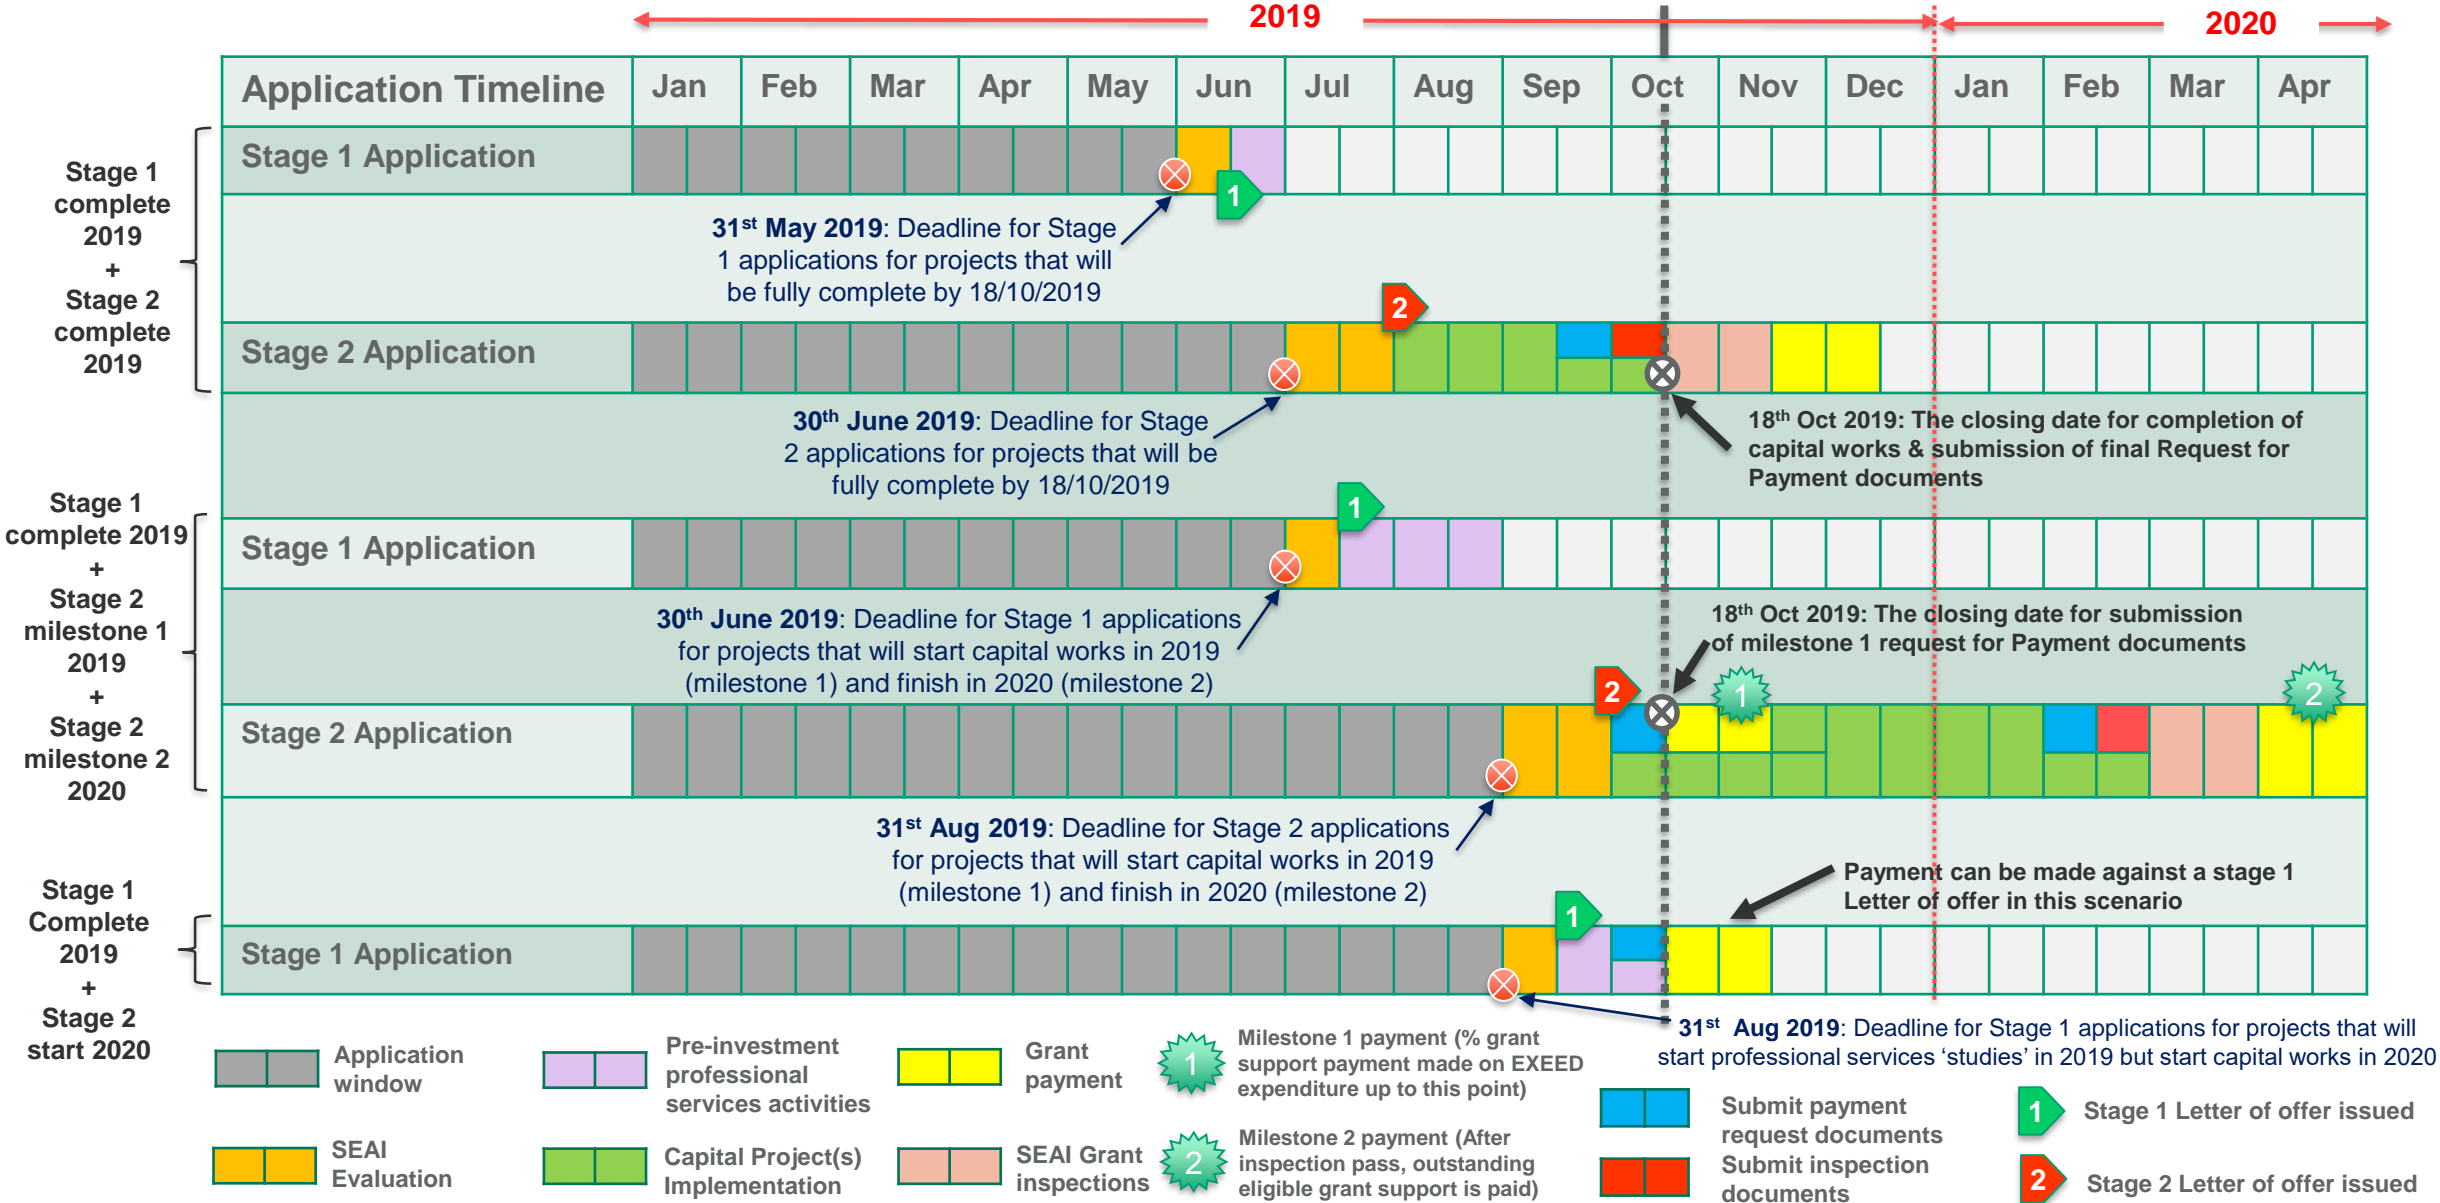 2019
2020
Application Timeline
Jan
Feb
Mar
Apr
May
Jun
Jul
Aug
Sep
Oct
Nov
Dec
Jan
Feb
Mar
Apr
Stage 1
complete
2019
+
Stage 2
complete
2019
Stage 1 Application
1
31st May 2019: Deadline for Stage
1 applications for projects that will
be fully complete by 18/10/2019
2
Stage 2 Application
30th June 2019: Deadline for Stage
2 applications for projects that will be
fully complete by 18/10/2019
18th Oct 2019: The closing date for completion of
capital works & submission of final Request for
Payment documents
Stage 1
complete 2019
+
Stage 2
milestone 1
2019
+
Stage 2
milestone 2
2020
1
Stage 1 Application
30th June 2019: Deadline for Stage 1 applications
for projects that will start capital works in 2019
(milestone 1) and finish in 2020 (milestone 2)
18th Oct 2019: The closing date for submission
of milestone 1 request for Payment documents
2
1
2
Stage 2 Application
31st Aug 2019: Deadline for Stage 2 applications
for projects that will start capital works in 2019
(milestone 1) and finish in 2020 (milestone 2)
Payment can be made against a stage 1
Letter of offer in this scenario
Stage 1
Complete
2019
+
Stage 2
start 2020
1
Stage 1 Application
31st Aug 2019: Deadline for Stage 1 applications for projects that will
start professional services ‘studies’ in 2019 but start capital works in 2020
Application
window
Pre-investment
professional
services activities
Grant
payment
1
Milestone 1 payment (% grant
support payment made on EXEED
expenditure up to this point)
Submit payment
request documents
1
Stage 1 Letter of offer issued
SEAI
Evaluation
Capital Project(s)
Implementation
SEAI Grant
inspections
2
Milestone 2 payment (After
inspection pass, outstanding
eligible grant support is paid)
Submit inspection
documents
2
Stage 2 Letter of offer issued